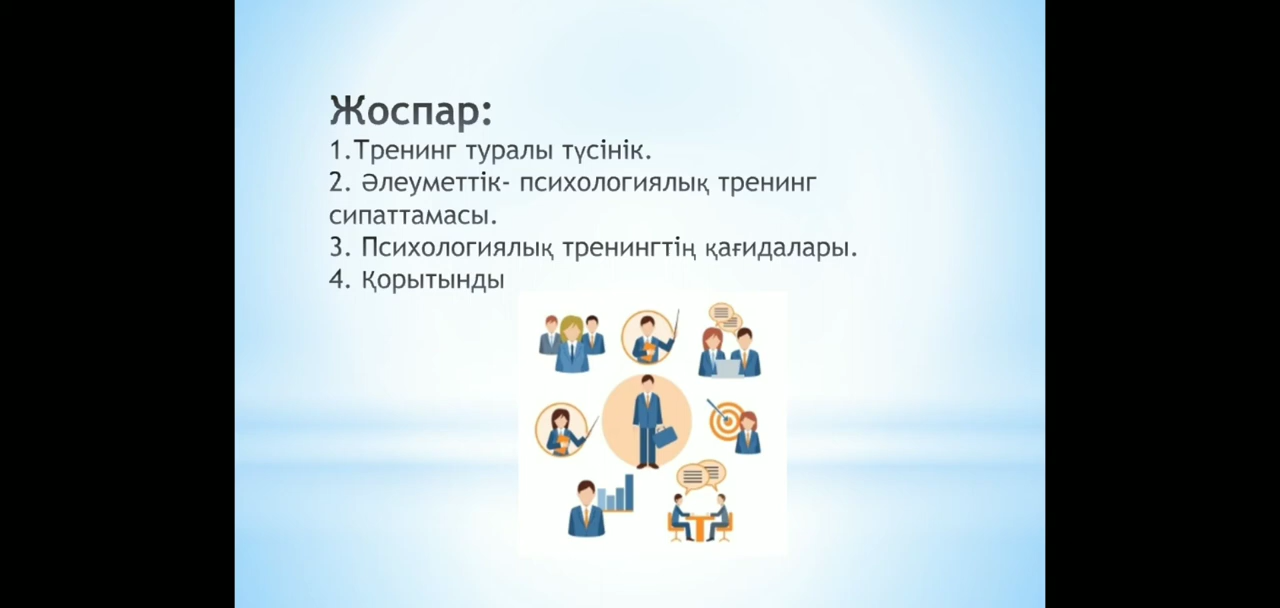 Жоспар:
1.Тренинг туралы түсінік.
2. Әлеуметтік- психологиялық тренинг
сипаттамасы.
3. Психологиялық тренингтің қағидалары.
4. Қорытынды